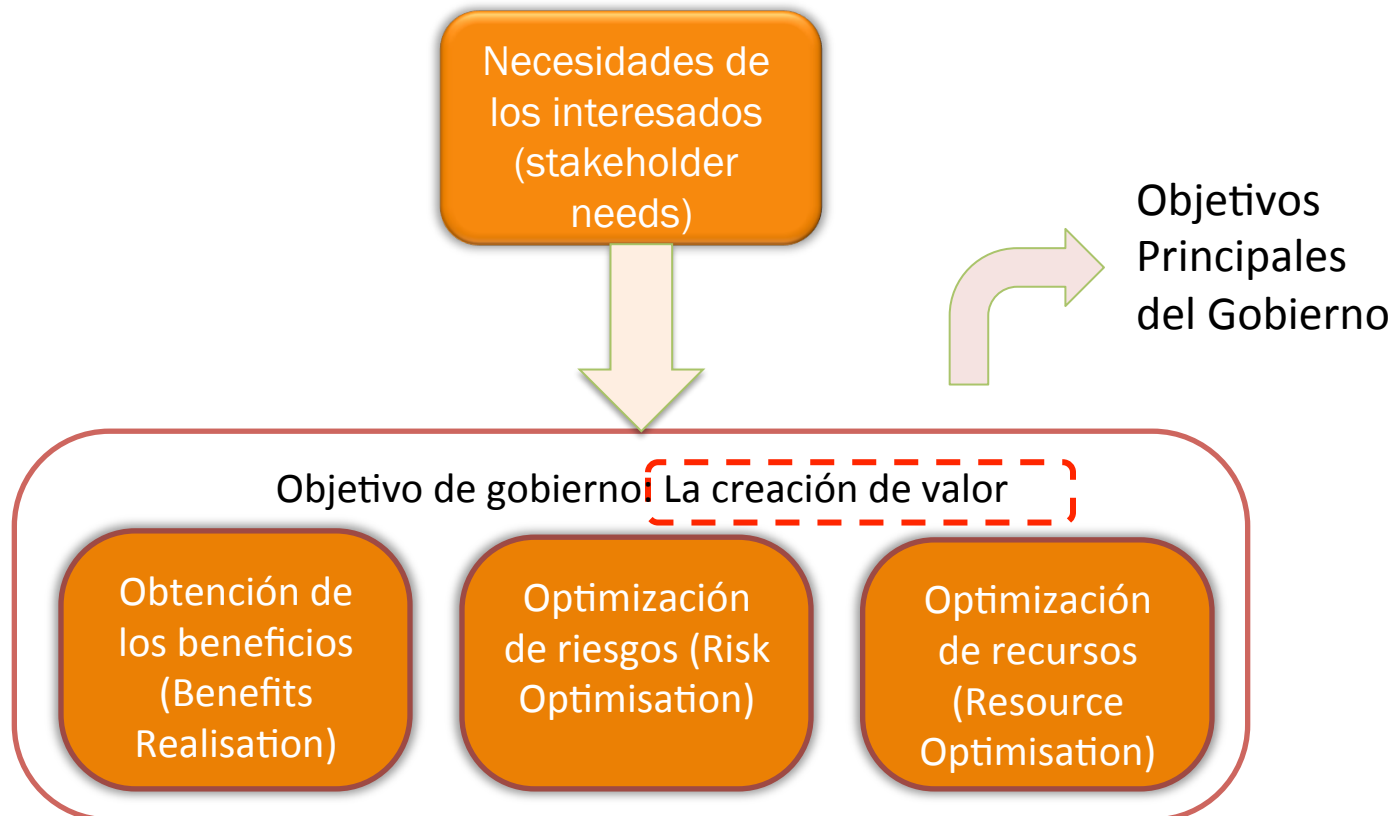 Necesidades de
los interesados
(stakeholder
needs)
Objetivos
Principales
del Gobierno
Objetivo de gobierno: La creación de valor
Obtención de
los beneficios
(Benefits
Realisation)
Optimización
de riesgos (Risk
Optimisation)
Optimización
de recursos
(Resource
Optimisation)